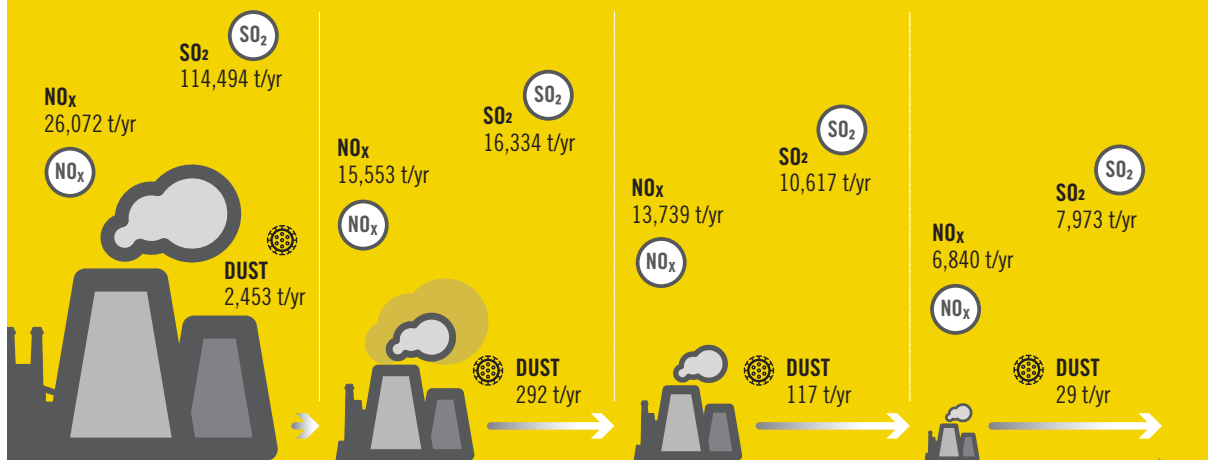 SO₂
SO₂
114,494 t/yr
NOx
26,072 t/yr
NOx
DUST
2,453 t/yr
SO₂
SO₂
16,334 t/yr
NOx
15,553 t/yr
NOx
DUST
292 t/yr
SO₂
SO₂
10,617 t/yr
NOx
13,739 t/yr
NOx
DUST
117 t/yr
SO₂
SO₂
7,973 t/yr
NOx
6,840 t/yr
NOx
DUST
29 t/yr